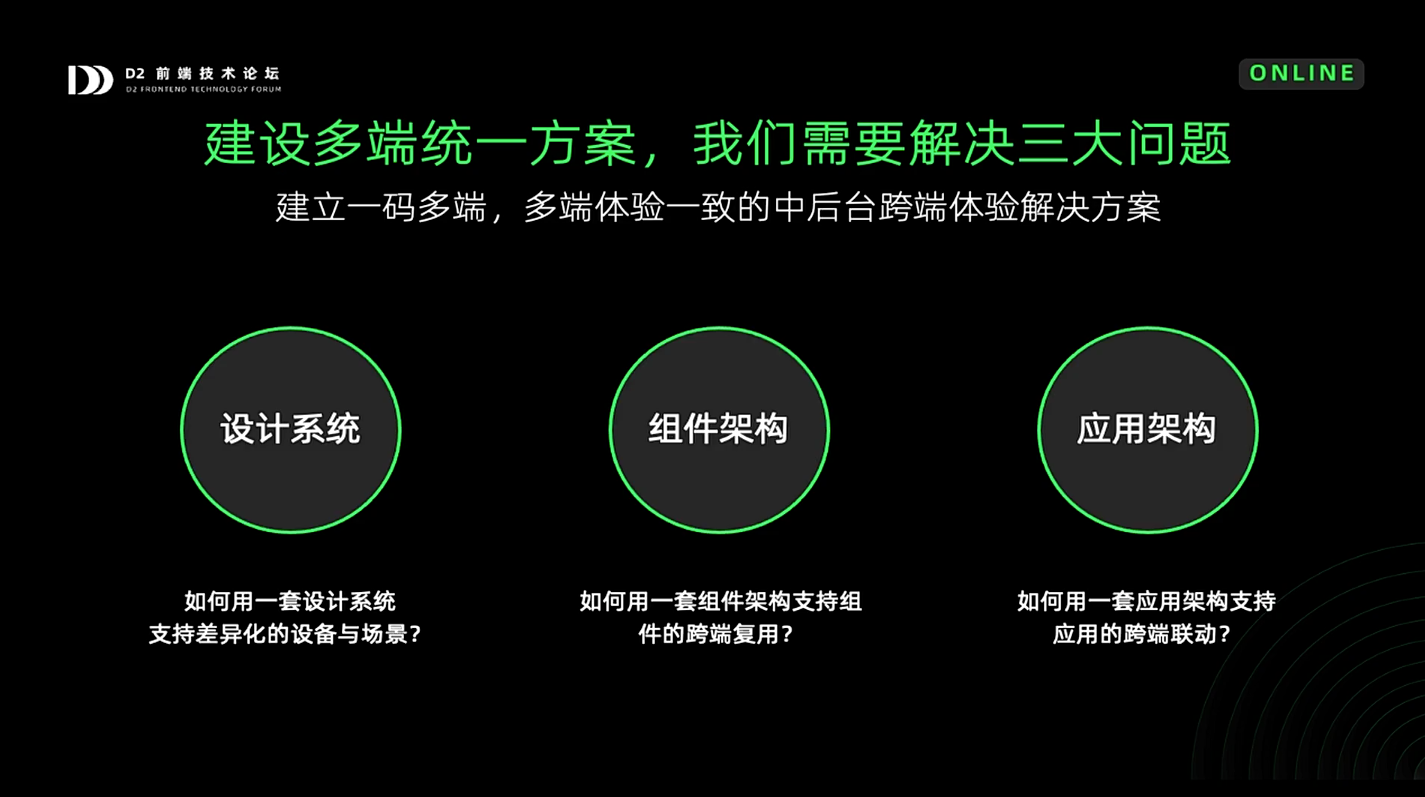 D2 前端技术论坛
D2 FRONTEND TECHNOLOGY FORUM
ONLINE
建设多端统一方案，我们需要解决三大问题
建立一码多端，多端体验一致的中后台跨端体验解决方案
设计系统
如何用一套设计系统
支持差异化的设备与场景？
组件架构
如何用一套组件架构支持组
件的跨端复用？
应用架构
如何用一套应用架构支持
应用的跨端联动？